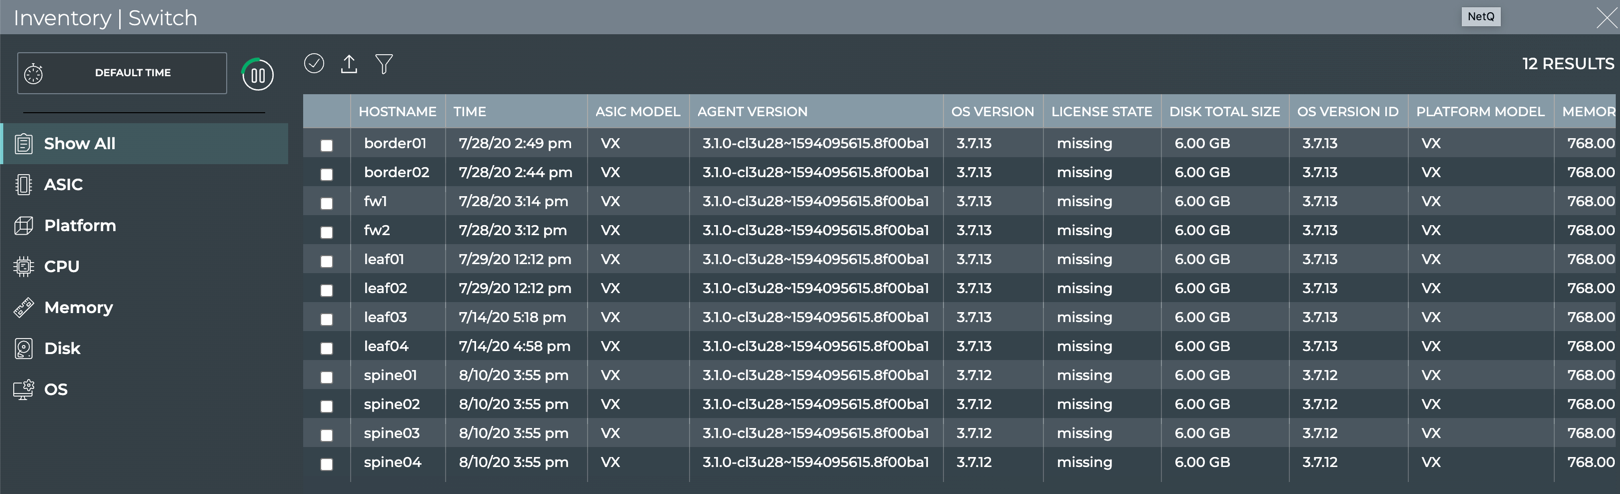 Inventory | Switch
NetQ
DEFAULT TIME
12 RESULTS
Show All
ASIC
Platform
CPU
Memory
Disk
OS
HOSTNAME TIME ASIC MODEL AGENT VERSION OS VERSION LICENSE STATE DISK TOTAL SIZE OS VERSION ID PLATFORM MODEL MEMOR
border01 7/28/20 2:49 pm VX 3.1.0-cl3u28~1594095615.8f00ba1 3.7.13 missing 6.00 GB 3.7.13 VX 768.00
border02 7/28/20 2:44 pm VX 3.1.0-cl3u28~1594095615.8f00ba1 3.7.13 missing 6.00 GB 3.7.13 VX 768.00
fw1 7/28/20 3:14 pm VX 3.1.0-cl3u28~1594095615.8f00ba1 3.7.13 missing 6.00 GB 3.7.13 VX 768.00
fw2 7/28/20 3:12 pm VX 3.1.0-cl3u28~1594095615.8f00ba1 3.7.13 missing 6.00 GB 3.7.13 VX 768.00
leaf01 7/29/20 12:12 pm VX 3.1.0-cl3u28~1594095615.8f00ba1 3.7.13 missing 6.00 GB 3.7.13 VX 768.00
leaf02 7/29/20 12:12 pm VX 3.1.0-cl3u28~1594095615.8f00ba1 3.7.13 missing 6.00 GB 3.7.13 VX 768.00
leaf03 7/14/20 5:18 pm VX 3.1.0-cl3u28~1594095615.8f00ba1 3.7.13 missing 6.00 GB 3.7.13 VX 768.00
leaf04 7/14/20 4:58 pm VX 3.1.0-cl3u28~1594095615.8f00ba1 3.7.13 missing 6.00 GB 3.7.13 VX 768.00
spine01 8/10/20 3:55 pm VX 3.1.0-cl3u28~1594095615.8f00ba1 3.7.12 missing 6.00 GB 3.7.12 VX 768.00
spine02 8/10/20 3:55 pm VX 3.1.0-cl3u28~1594095615.8f00ba1 3.7.12 missing 6.00 GB 3.7.12 VX 768.00
spine03 8/10/20 3:55 pm VX 3.1.0-cl3u28~1594095615.8f00ba1 3.7.12 missing 6.00 GB 3.7.12 VX 768.00
spine04 8/10/20 3:55 pm VX 3.1.0-cl3u28~1594095615.8f00ba1 3.7.12 missing 6.00 GB 3.7.12 VX 768.00